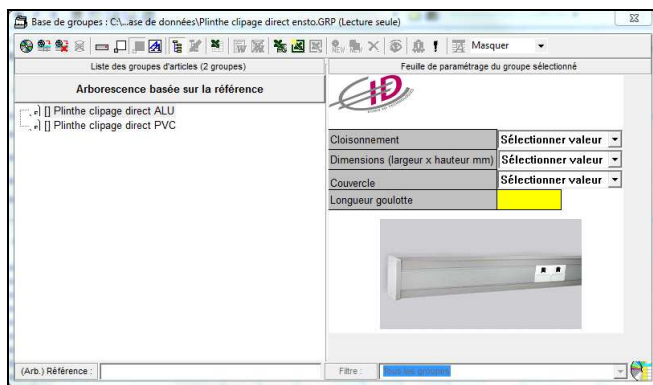 Base de groupes : C:\...ase de données\Plinthe clipage direct ensto.GRP (Lecture seule)
Masquer
Liste des groupes d'articles (2 groupes)
Feuille de paramétrage du groupe sélectionné
Arborescence basée sur la référence
[] Plinthe clipage direct ALU
[] Plinthe clipage direct PVC
ID
Cloisonnement Sélectionner valeur
Dimensions (largeur x hauteur mm) Sélectionner valeur
Couvercle Sélectionner valeur
Longueur goulotte
(Arb.) Référence :
Filtre : Tous les groupes